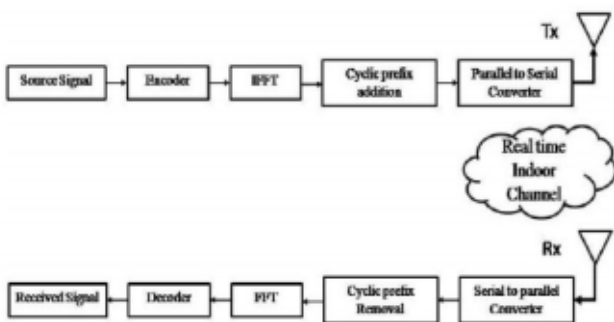 Tx
Source Signal
Encoder
IFFT
Cyclic prefix
addition
Parallel to Serial
Converter
Real time
Indoor
Channel
Rx
Received Signal
Decoder
FFT
Cyclic prefix
Removal
Serial to parallel
Converter